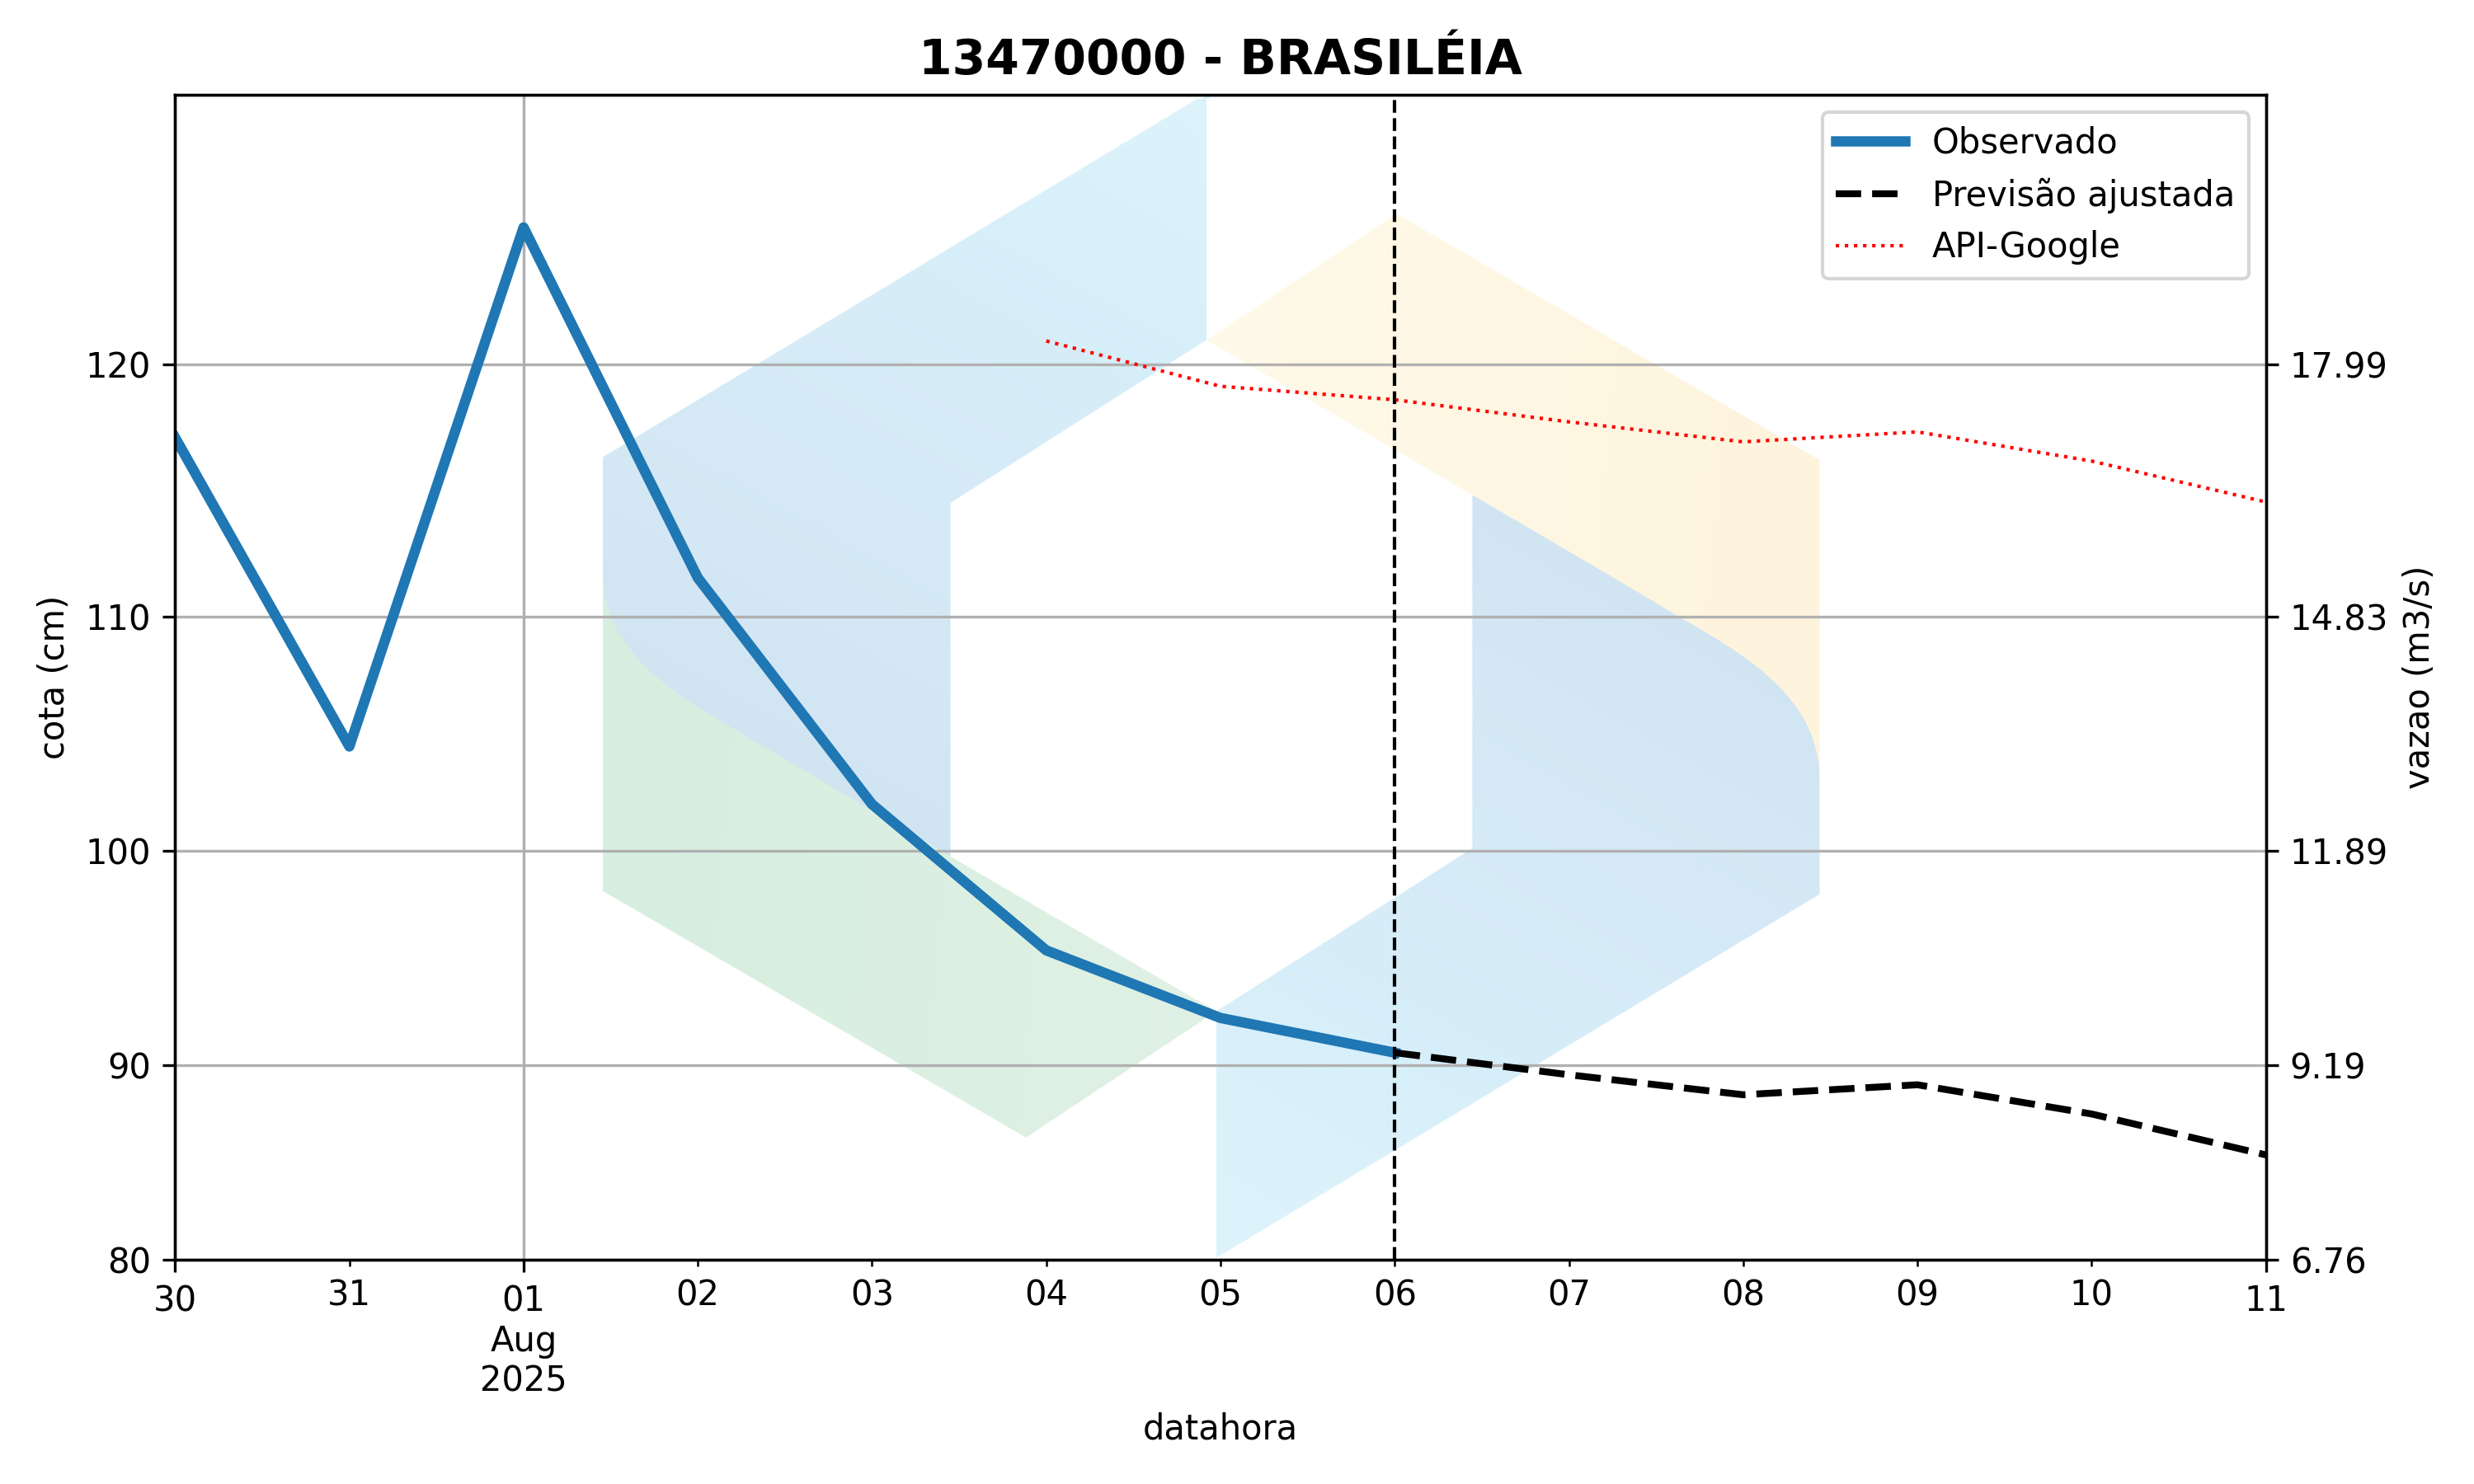 13470000 - BRASILÉIA
Observado
Previsão ajustada
API-Google
cota (cm)
120
110
100
90
80
17.99
14.83
11.89
9.19
6.76
vazao (m3/s)
30 31 01 02 03 04 05 06 07 08 09 10 11
Aug
2025
datahora